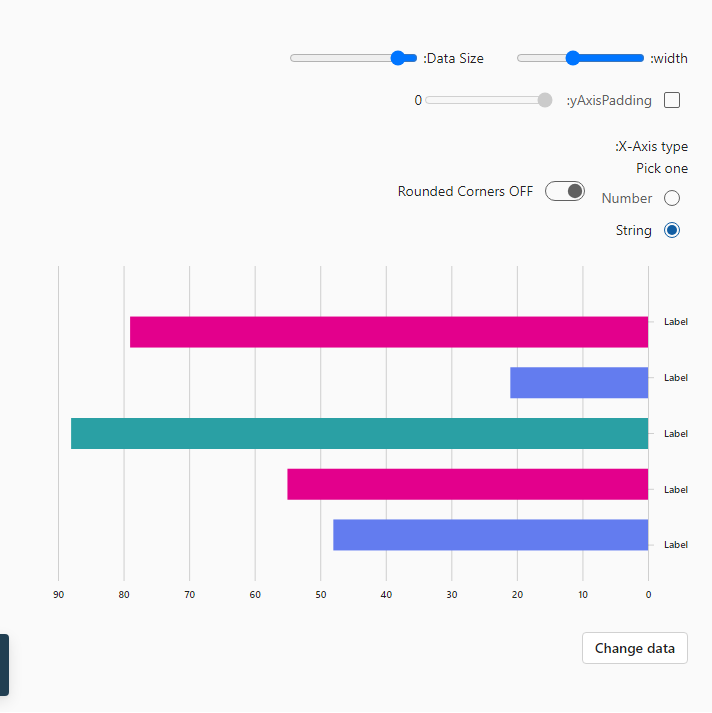 :width
:Data Size
:yAxisPadding
0
:X-Axis type
Pick one
Number
String
Rounded Corners OFF
Label
Label
Label
Label
Label
90 80 70 60 50 40 30 20 10 0
Change data